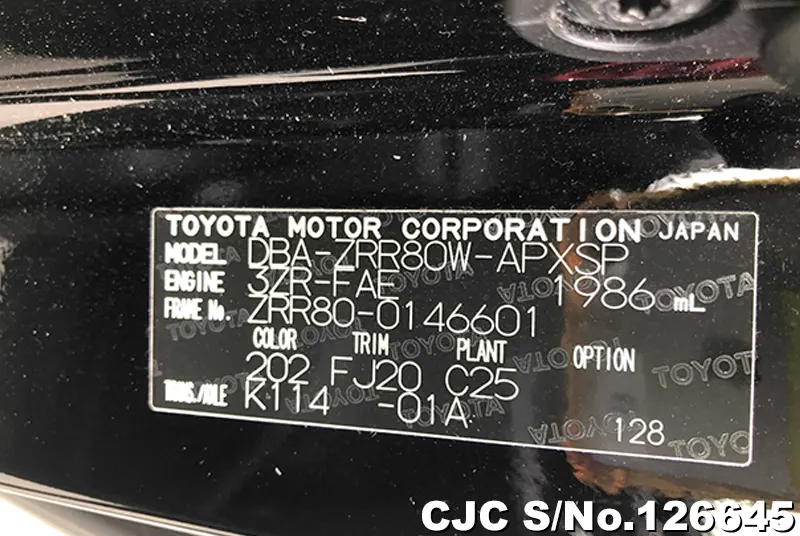 TOYOTA MOTOR CORPORATION JAPAN
MODEL DBA-ZRR80W-APXSP
ENGINE 3ZR-FAE 1986 mL
FRAME No. ZRR80-0146601
COLOR TRIM PLANT OPTION
202 FJ20 C25
TRANS./AXLE K114 -01A
128
CJC S/No.126645